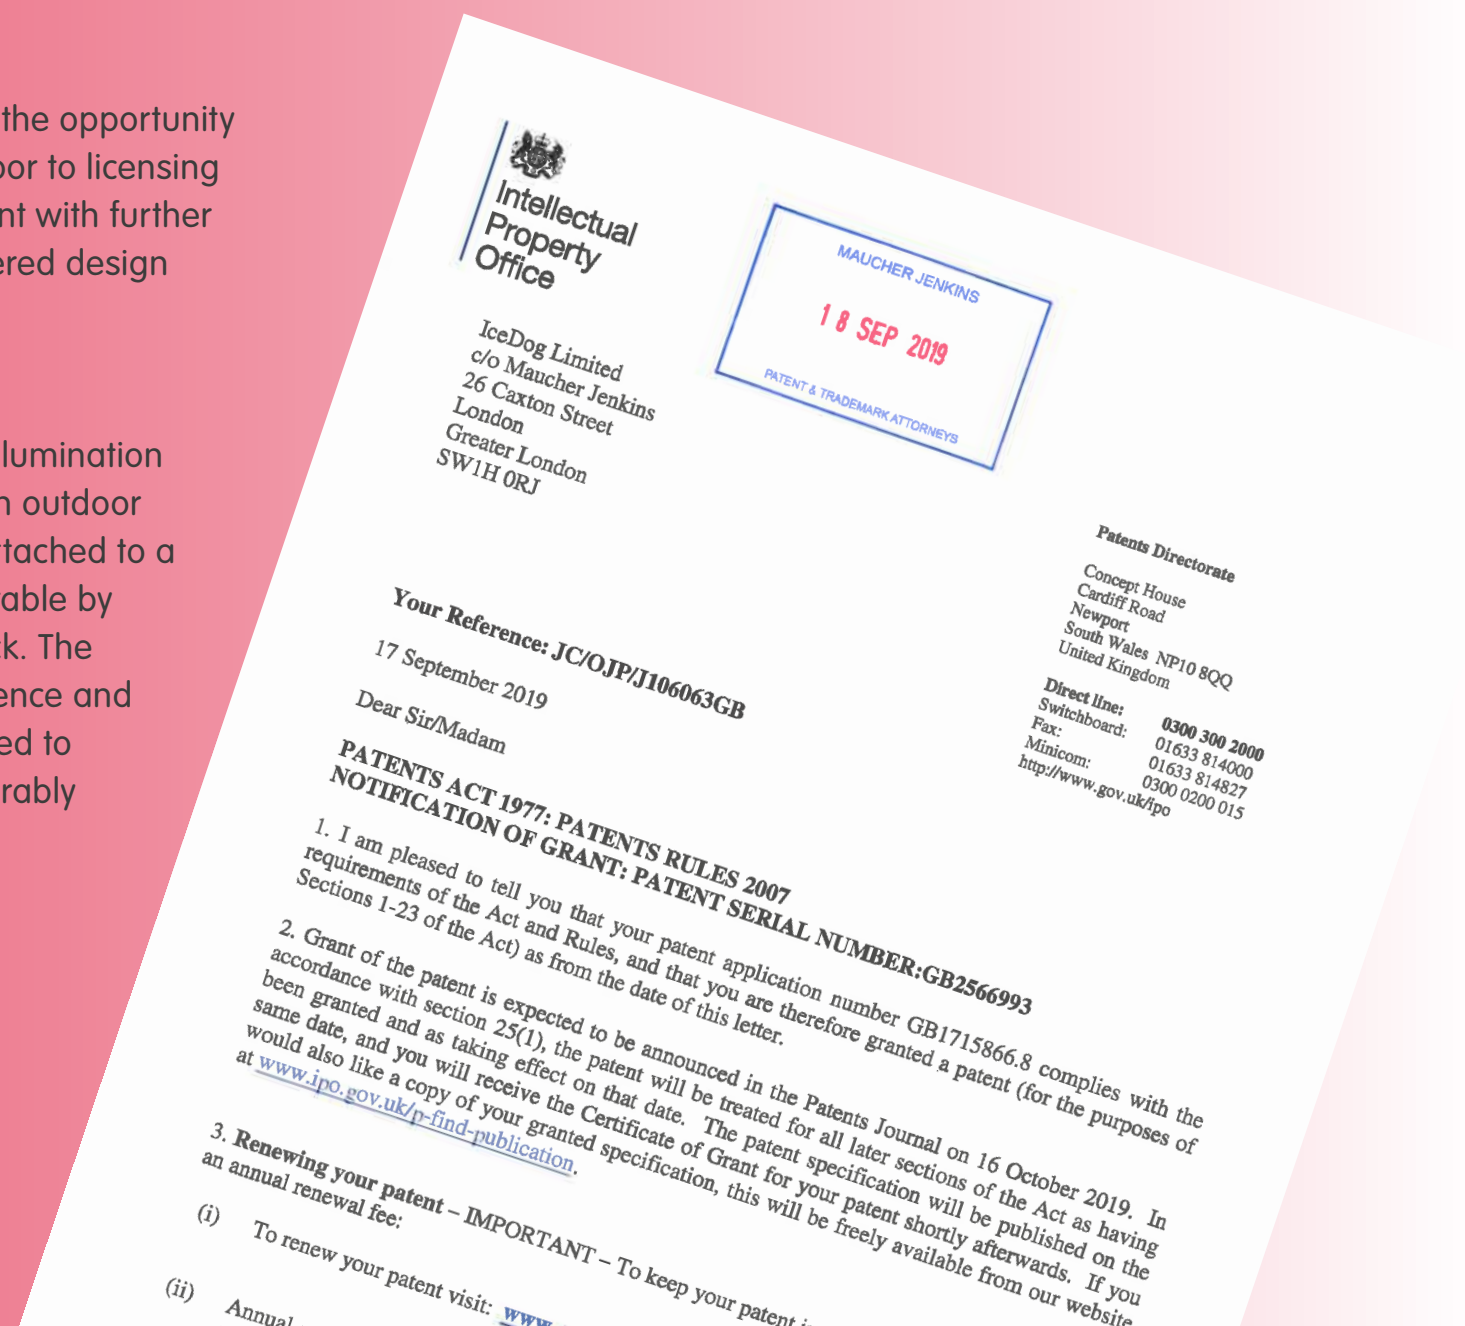 the opportunity
to licensing
with further
design
outdoor
to a
by
The
and
to
Intellectual
Property
Office
MAUCHER JENKINS
18 SEP 2019
PATENT & TRADEMARK ATTORNEYS
IceDog Limited
c/o Maucher Jenkins
26 Caxton Street
London
Greater London
SW1H 0RJ
Patents Directorate
Concept House
Cardiff Road
Newport
South Wales NP10 8QQ
United Kingdom
Direct line: 0300 300 2000
Switchboard: 01633 814000
Fax: 01633 814827
Minicom: 0300 0200 015
http://www.gov.uk/ipo
Your Reference: JC/OJP/J106063GB
17 September 2019
Dear Sir/Madam
PATENTS ACT 1977: PATENTS RULES 2007
NOTIFICATION OF GRANT: PATENT SERIAL NUMBER:GB2566993
1. I am pleased to tell you that your patent application number GB1715866.8 complies with the
requirements of the Act and Rules, and that you are therefore granted a patent (for the purposes of
Sections 1-23 of the Act) as from the date of this letter.
2. Grant of the patent is expected to be announced in the Patents Journal on 16 October 2019. In
accordance with section 25(1), the patent will be treated for all later sections of the Act as having
been granted and as taking effect on that date. The patent specification will be published on the
same date, and you will receive the Certificate of Grant for your patent shortly afterwards. If you
would also like a copy of your granted specification, this will be freely available from our website
at www.ipo.gov.uk/p-find-publication.
3. Renewing your patent – IMPORTANT – To keep your patent
an annual renewal fee:
(i) To renew your patent visit: www.
(ii) Annual